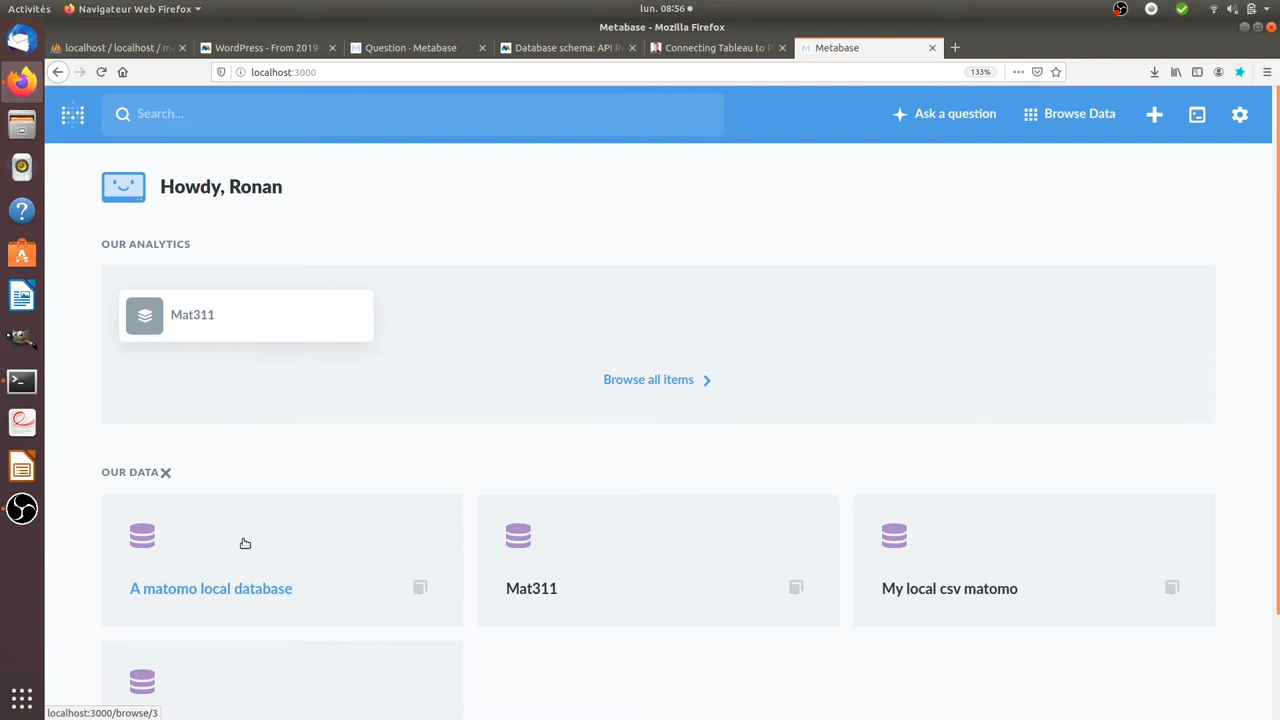 Activités Navigateur Web Firefox lun. 08:56
Metabase - Mozilla Firefox
localhost / localhost / m WordPress - From 2019- Question - Metabase Database schema: API Re Connecting Tableau to P Metabase
localhost:3000 133%
Search... Ask a question Browse Data
Howdy, Ronan
OUR ANALYTICS
Mat311
Browse all items
OUR DATA
A matomo local database Mat311 My local csv matomo
localhost:3000/browse/3